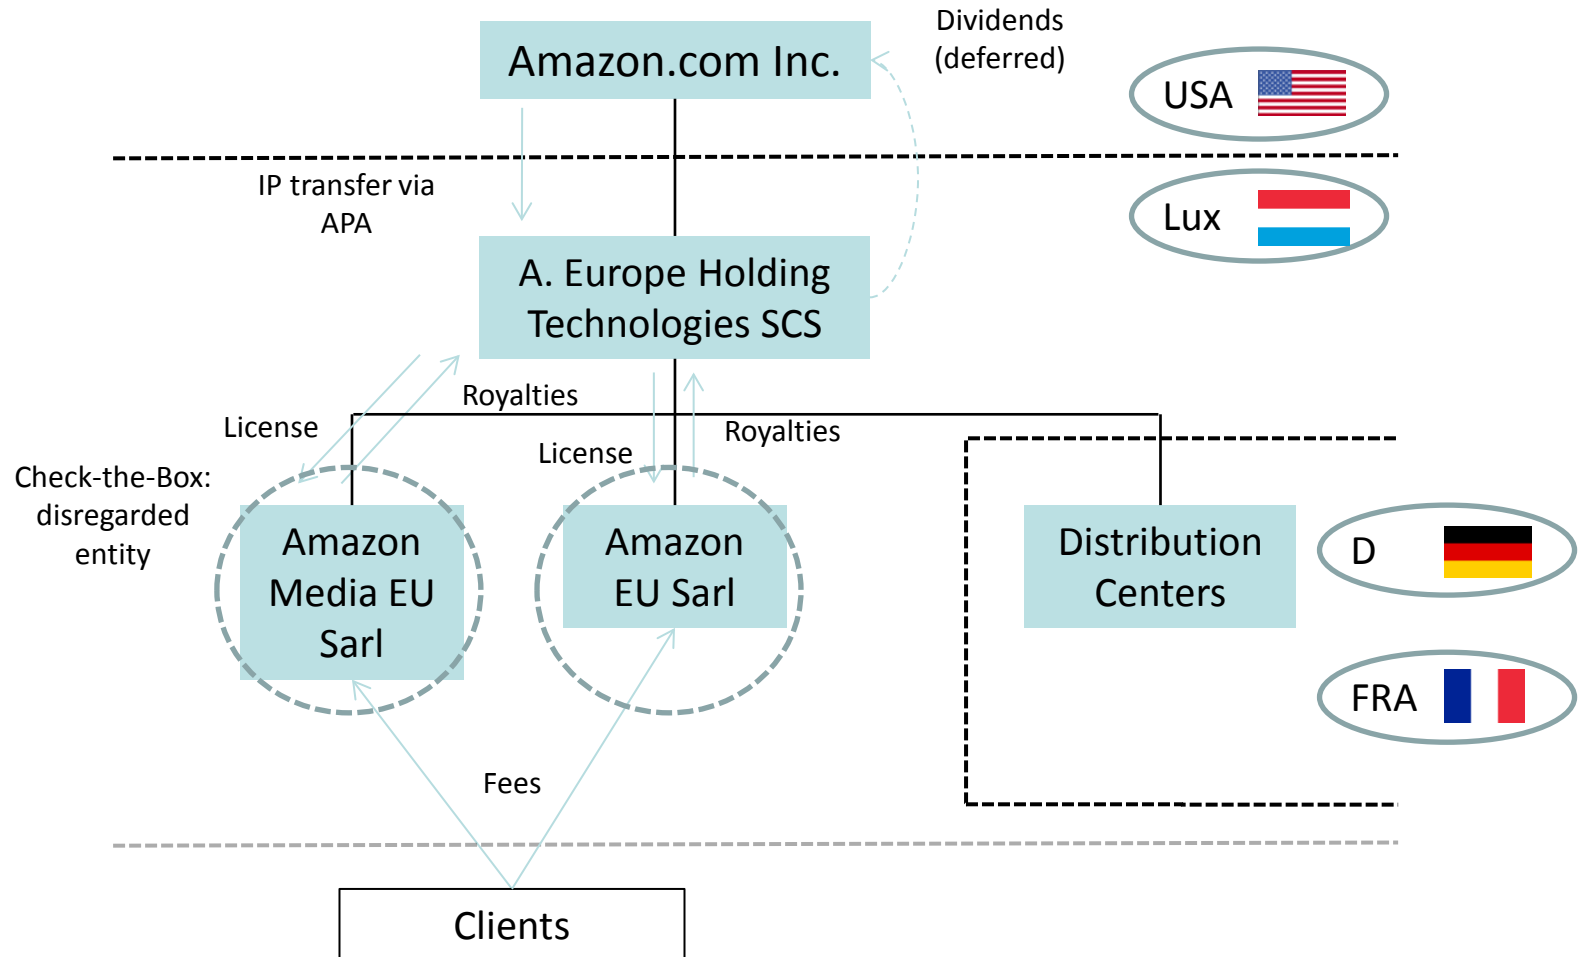 Dividends
(deferred)
Amazon.com Inc.
USA
IP transfer via
APA
Lux
A. Europe Holding
Technologies SCS
Royalties
License
Royalties
License
Check-the-Box:
disregarded
entity
Amazon
Media EU
Sarl
Amazon
EU Sarl
Distribution
Centers
D
FRA
Fees
Clients